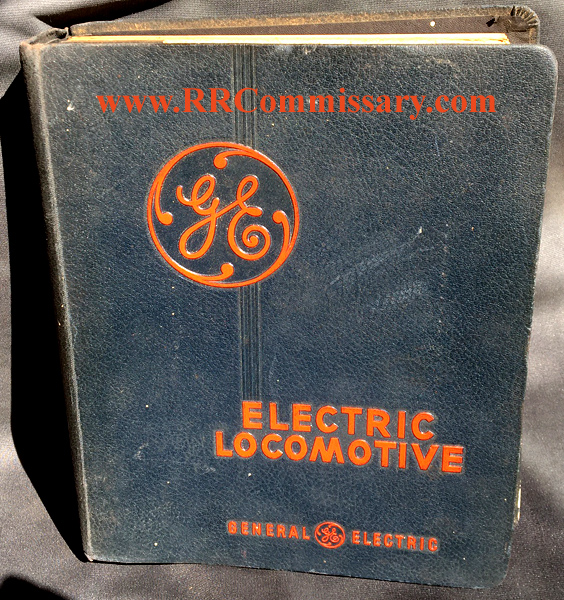 www.RRCommissary.com
GE
ELECTRIC
LOCOMOTIVE
GENERAL GE ELECTRIC